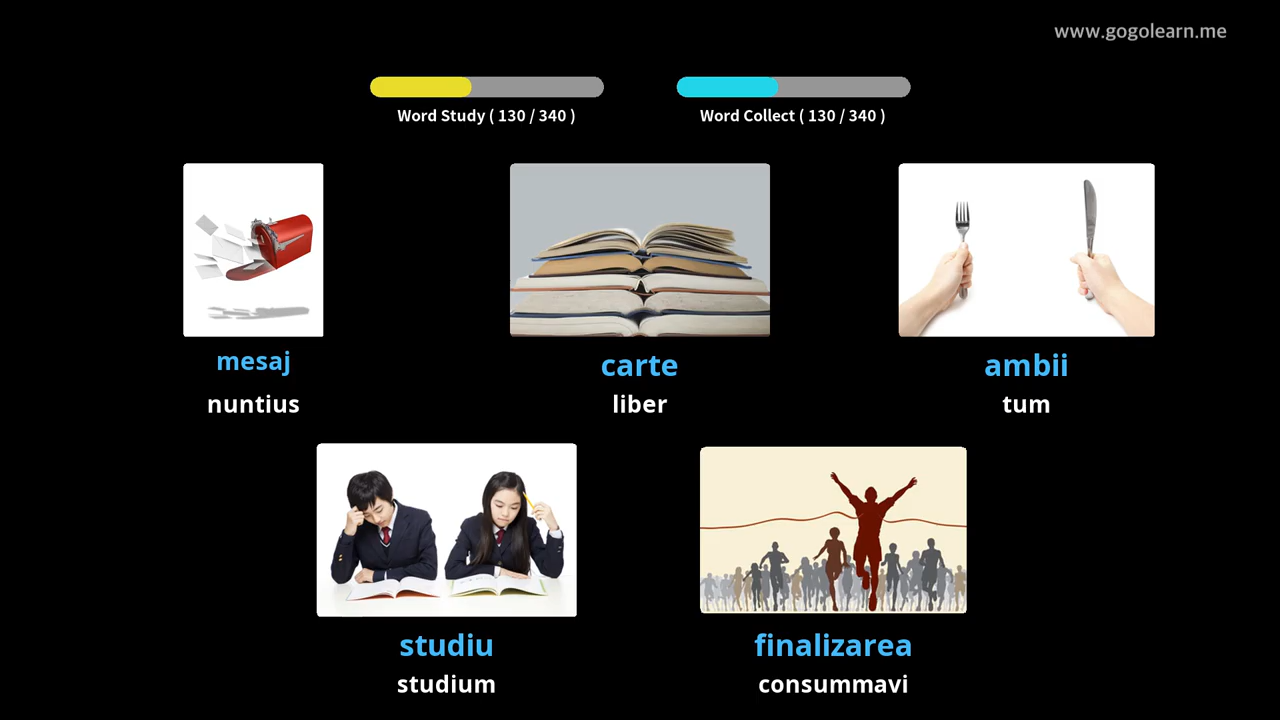 www.gogolearn.me
Word Study ( 130 / 340 )
Word Collect ( 130 / 340 )
mesaj
nuntius
carte
liber
ambii
tum
studiu
studium
finalizarea
consummavi